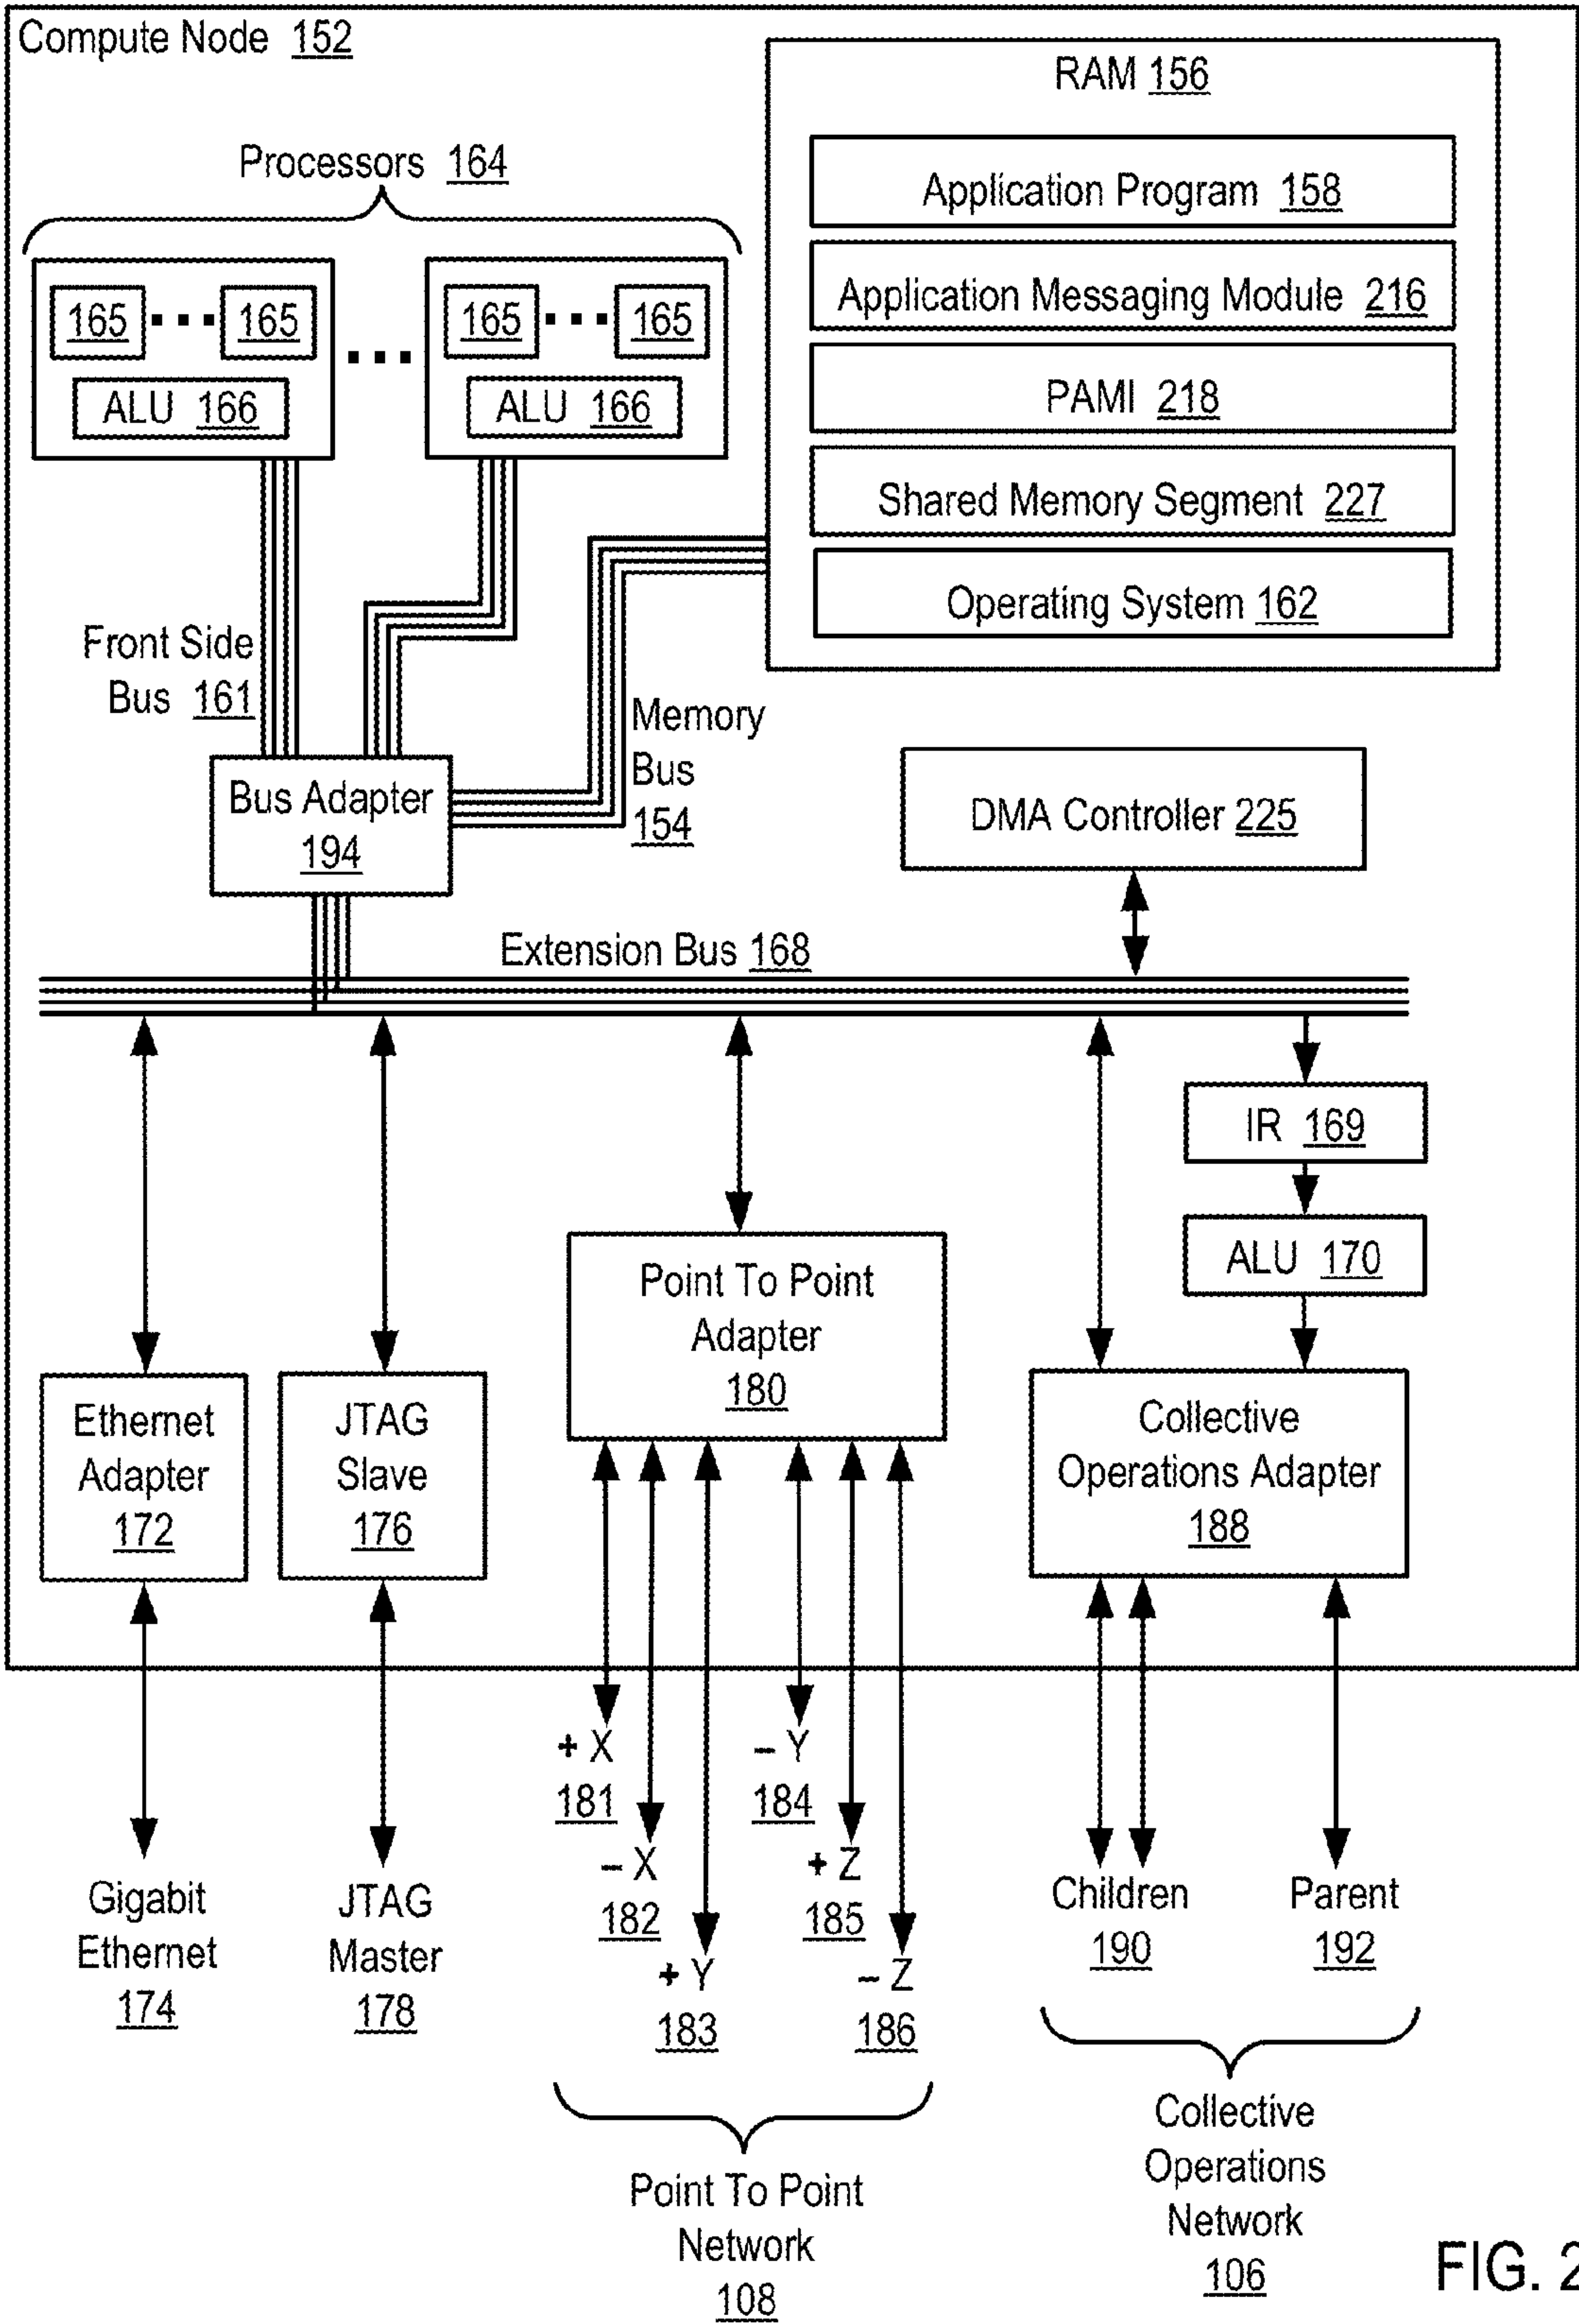 Compute Node 152
RAM 156
Application Program 158
Application Messaging Module 216
PAMI 218
Shared Memory Segment 227
Operating System 162
Processors 164
165 ... 165
ALU 166
...
165 ... 165
ALU 166
Front Side
Bus 161
Memory
Bus
154
Bus Adapter
194
DMA Controller 225
Extension Bus 168
IR 169
ALU 170
Point To Point
Adapter
180
Ethernet
Adapter
172
JTAG
Slave
176
Collective
Operations Adapter
188
+ X
181
– X
182
+ Y
183
– Y
184
+ Z
185
– Z
186
Gigabit
Ethernet
174
JTAG
Master
178
Children
190
Parent
192
Point To Point
Network
108
Collective
Operations
Network
106
FIG. 2